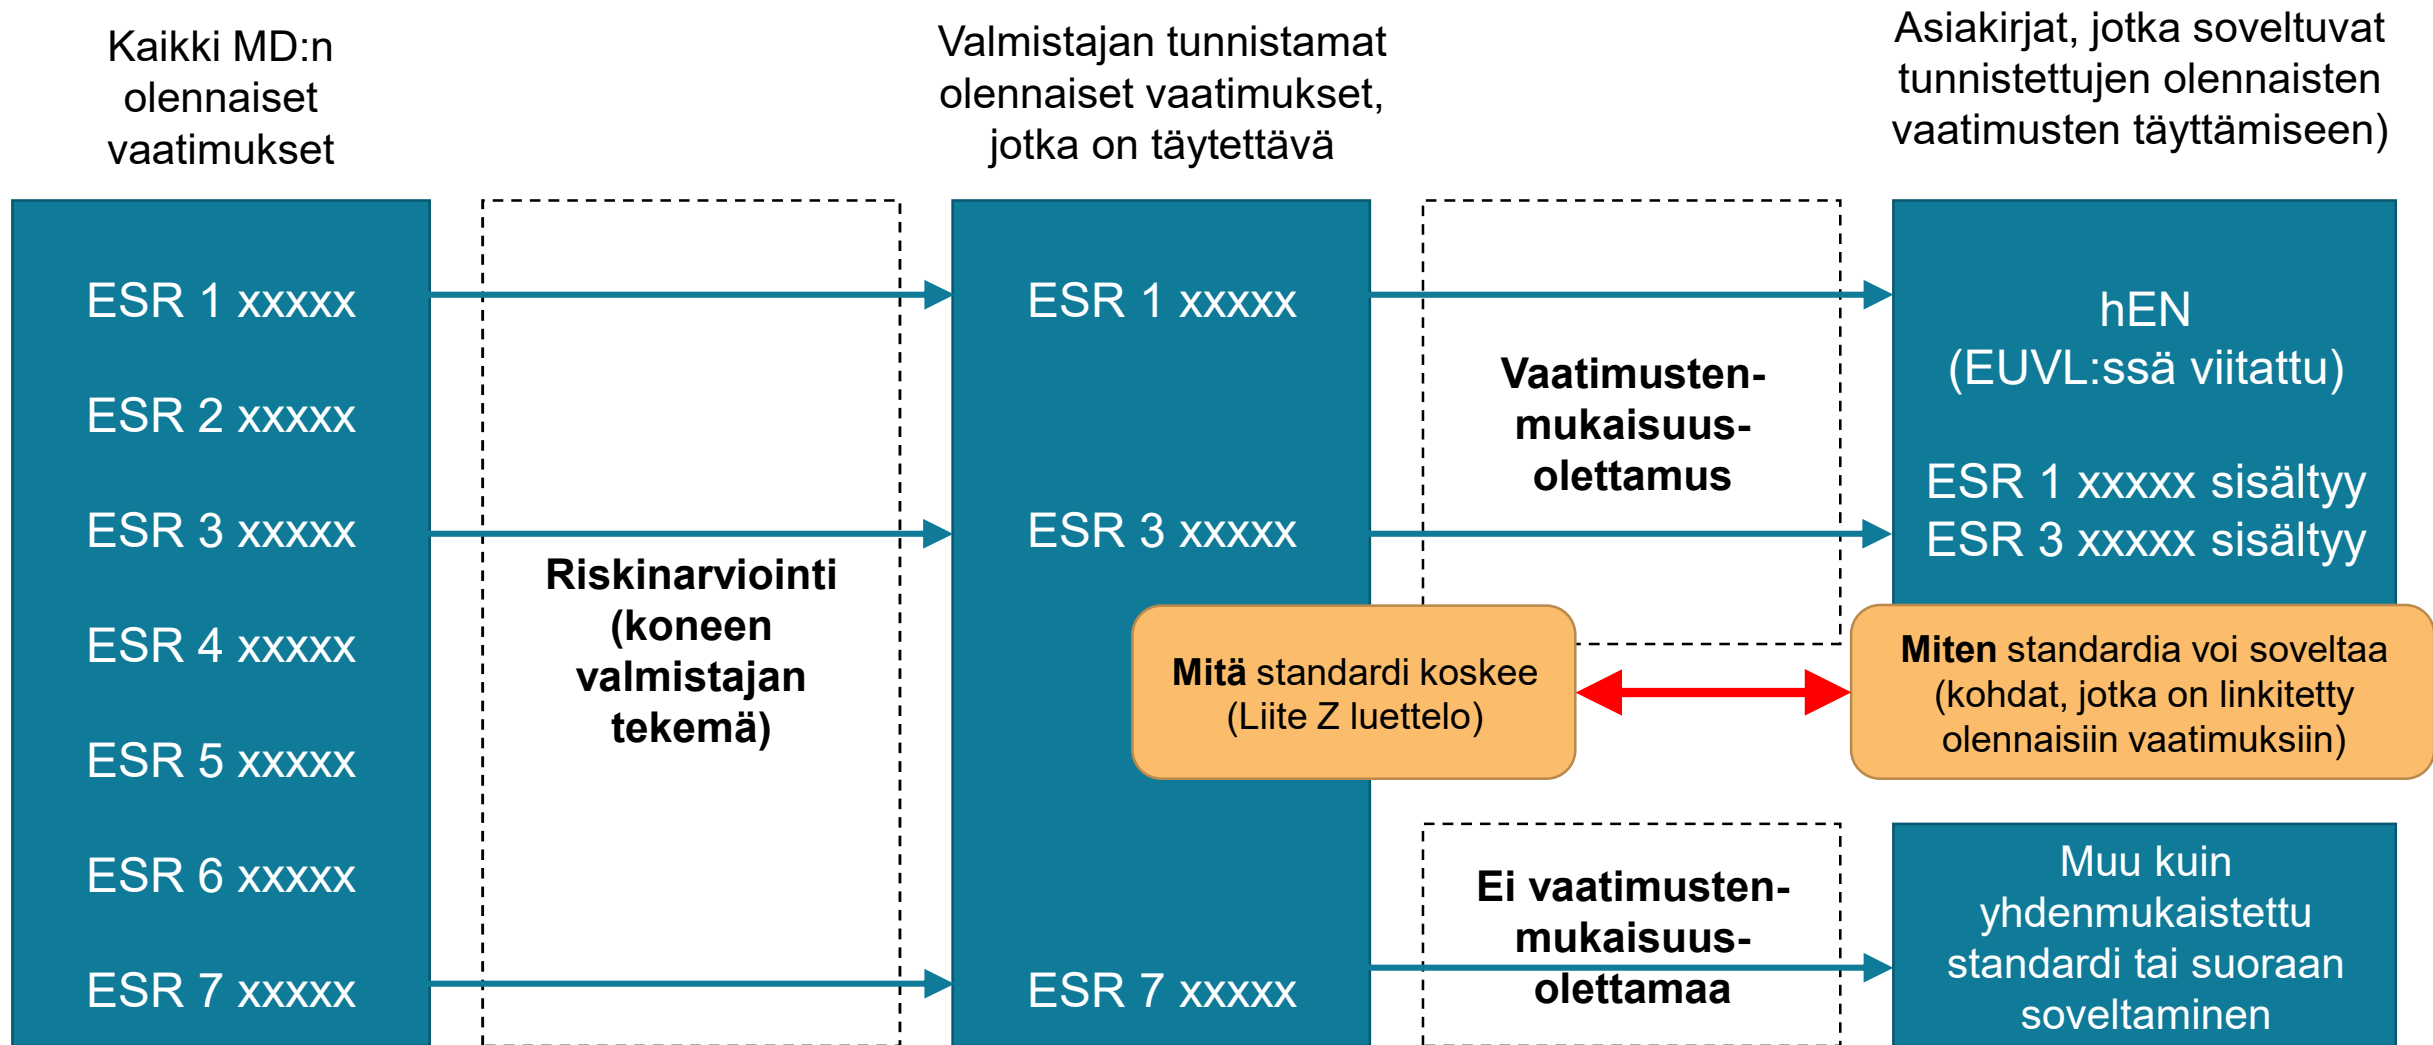 Kaikki MD:n
olennaiset
vaatimukset
Valmistajan tunnistamat
olennaiset vaatimukset,
jotka on täytettävä
Asiakirjat, jotka soveltuvat
tunnistettujen olennaisten
vaatimusten täyttämiseen)
ESR 1 xxxxx
ESR 2 xxxxx
ESR 3 xxxxx
ESR 4 xxxxx
ESR 5 xxxxx
ESR 6 xxxxx
ESR 7 xxxxx
Riskinarviointi
(koneen
valmistajan
tekemä)
ESR 1 xxxxx
ESR 3 xxxxx
ESR 7 xxxxx
Vaatimusten-
mukaisuus-
olettamus
hEN
(EUVL:ssä viitattu)
ESR 1 xxxxx sisältyy
ESR 3 xxxxx sisältyy
Mitä standardi koskee
(Liite Z luettelo)
Miten standardia voi soveltaa
(kohdat, jotka on linkitetty
olennaisiin vaatimuksiin)
Ei vaatimusten-
mukaisuus-
olettamaa
Muu kuin
yhdenmukaistettu
standardi tai suoraan
soveltaminen